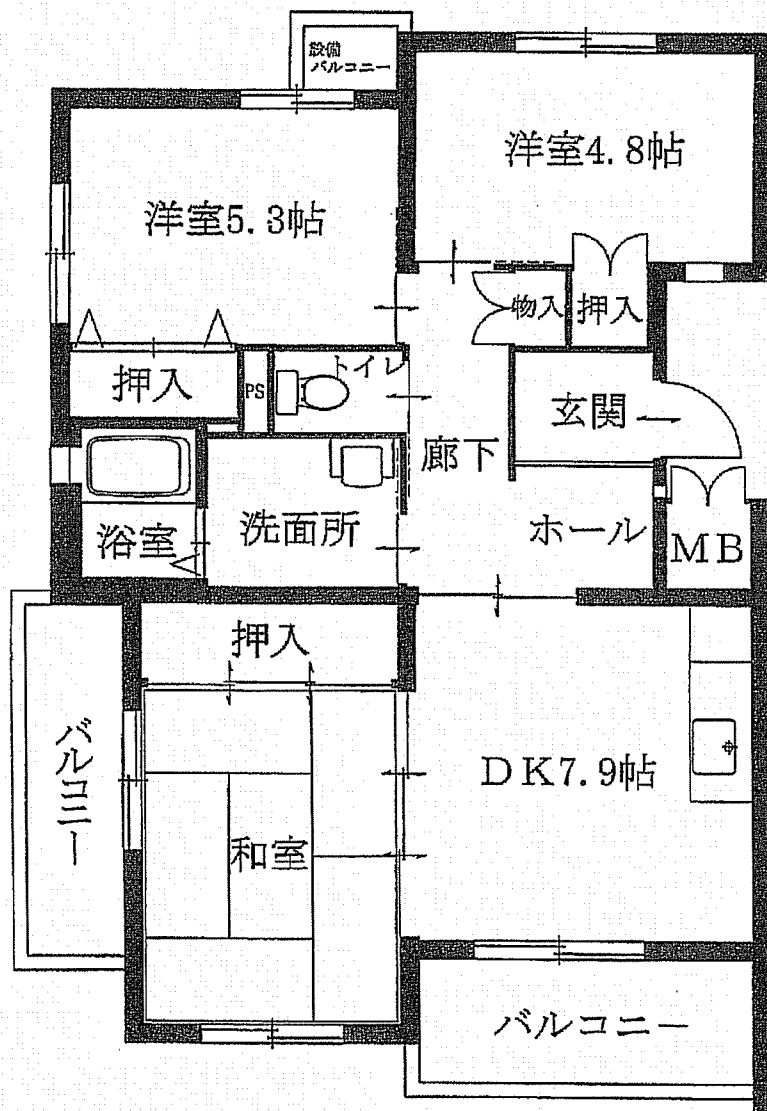 設備
バルコニー
洋室4.8帖
洋室5.3帖
物入
押入
押入
PS
トイレ
玄関
廊下
浴室
洗面所
ホール
MB
押入
バルコニー
DK7.9帖
和室
バルコニー